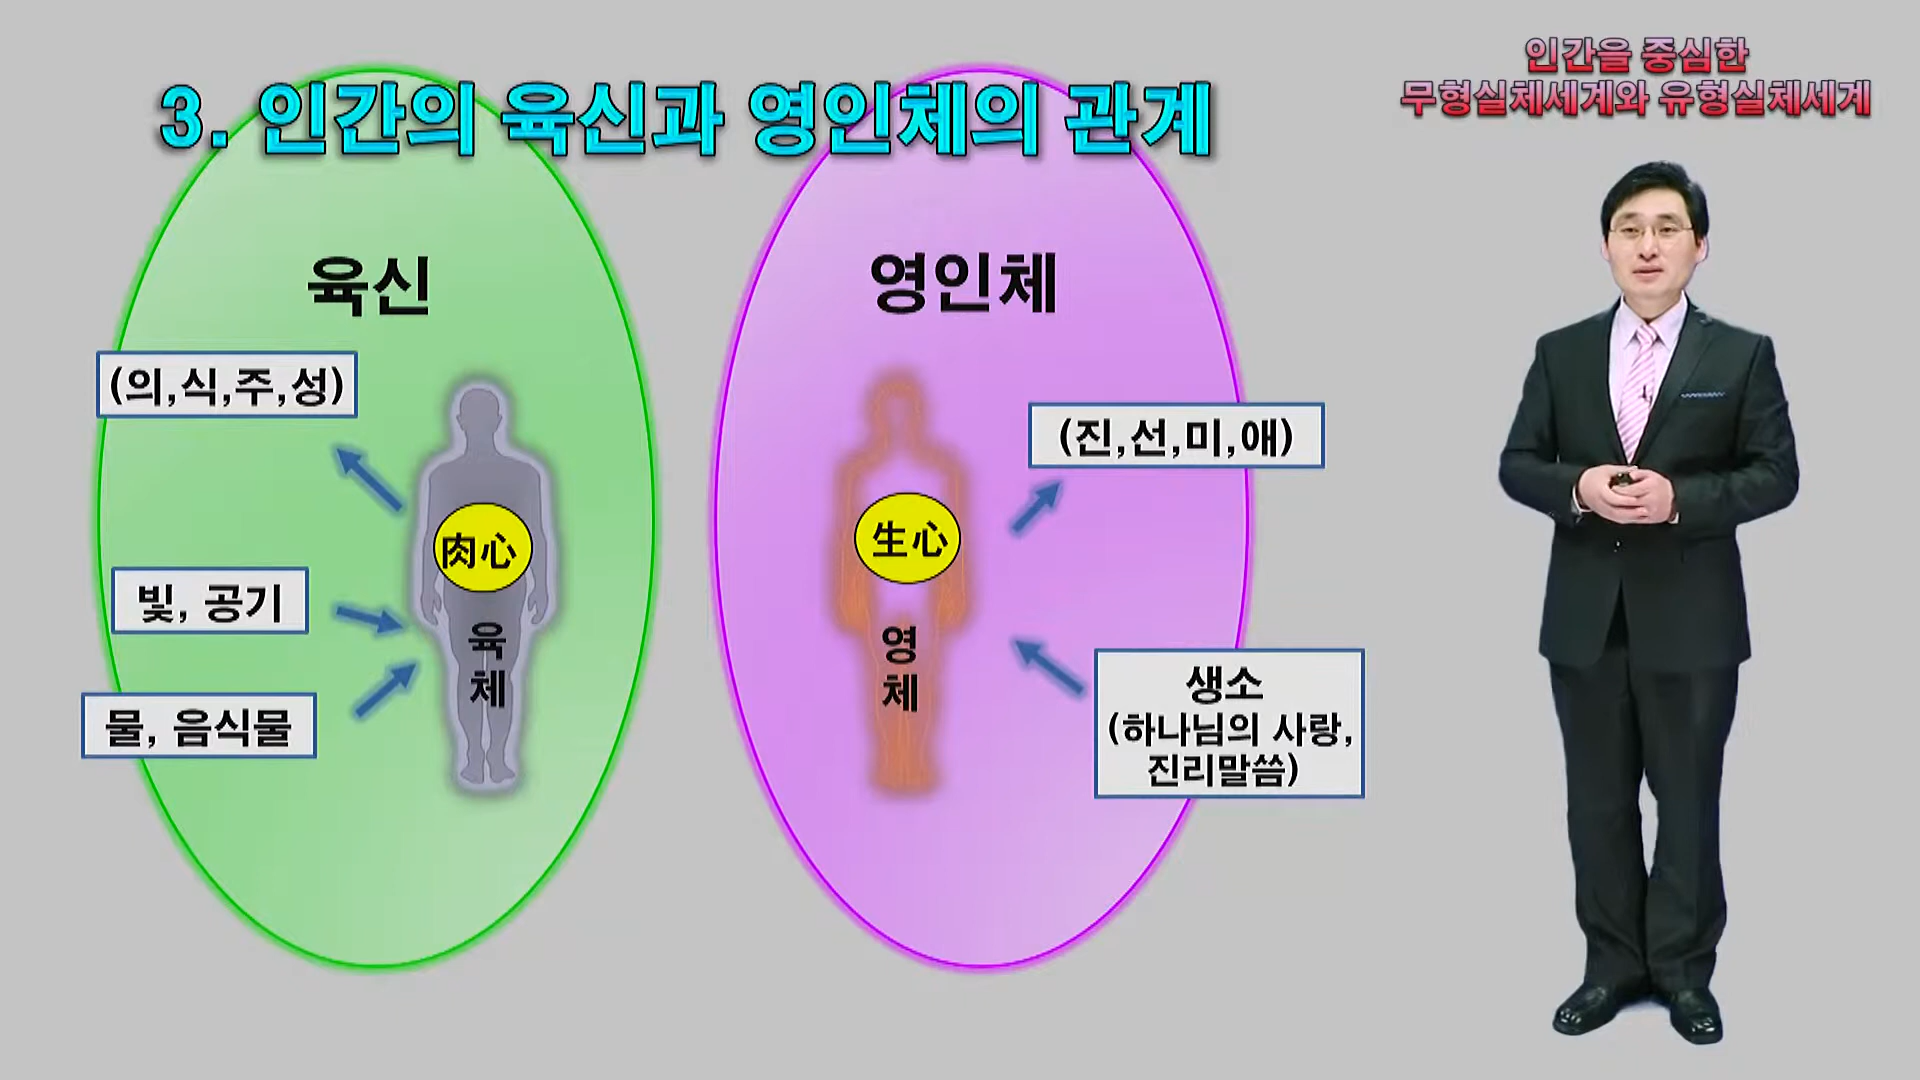 인간을 중심한
무형실체세계와 유형실체세계
3. 인간의 육신과 영인체의 관계
육신
(의,식,주,성)
肉心
육
체
빛, 공기
물, 음식물
영인체
(진,선,미,애)
生心
영
체
생소
(하나님의 사랑,
진리말씀)